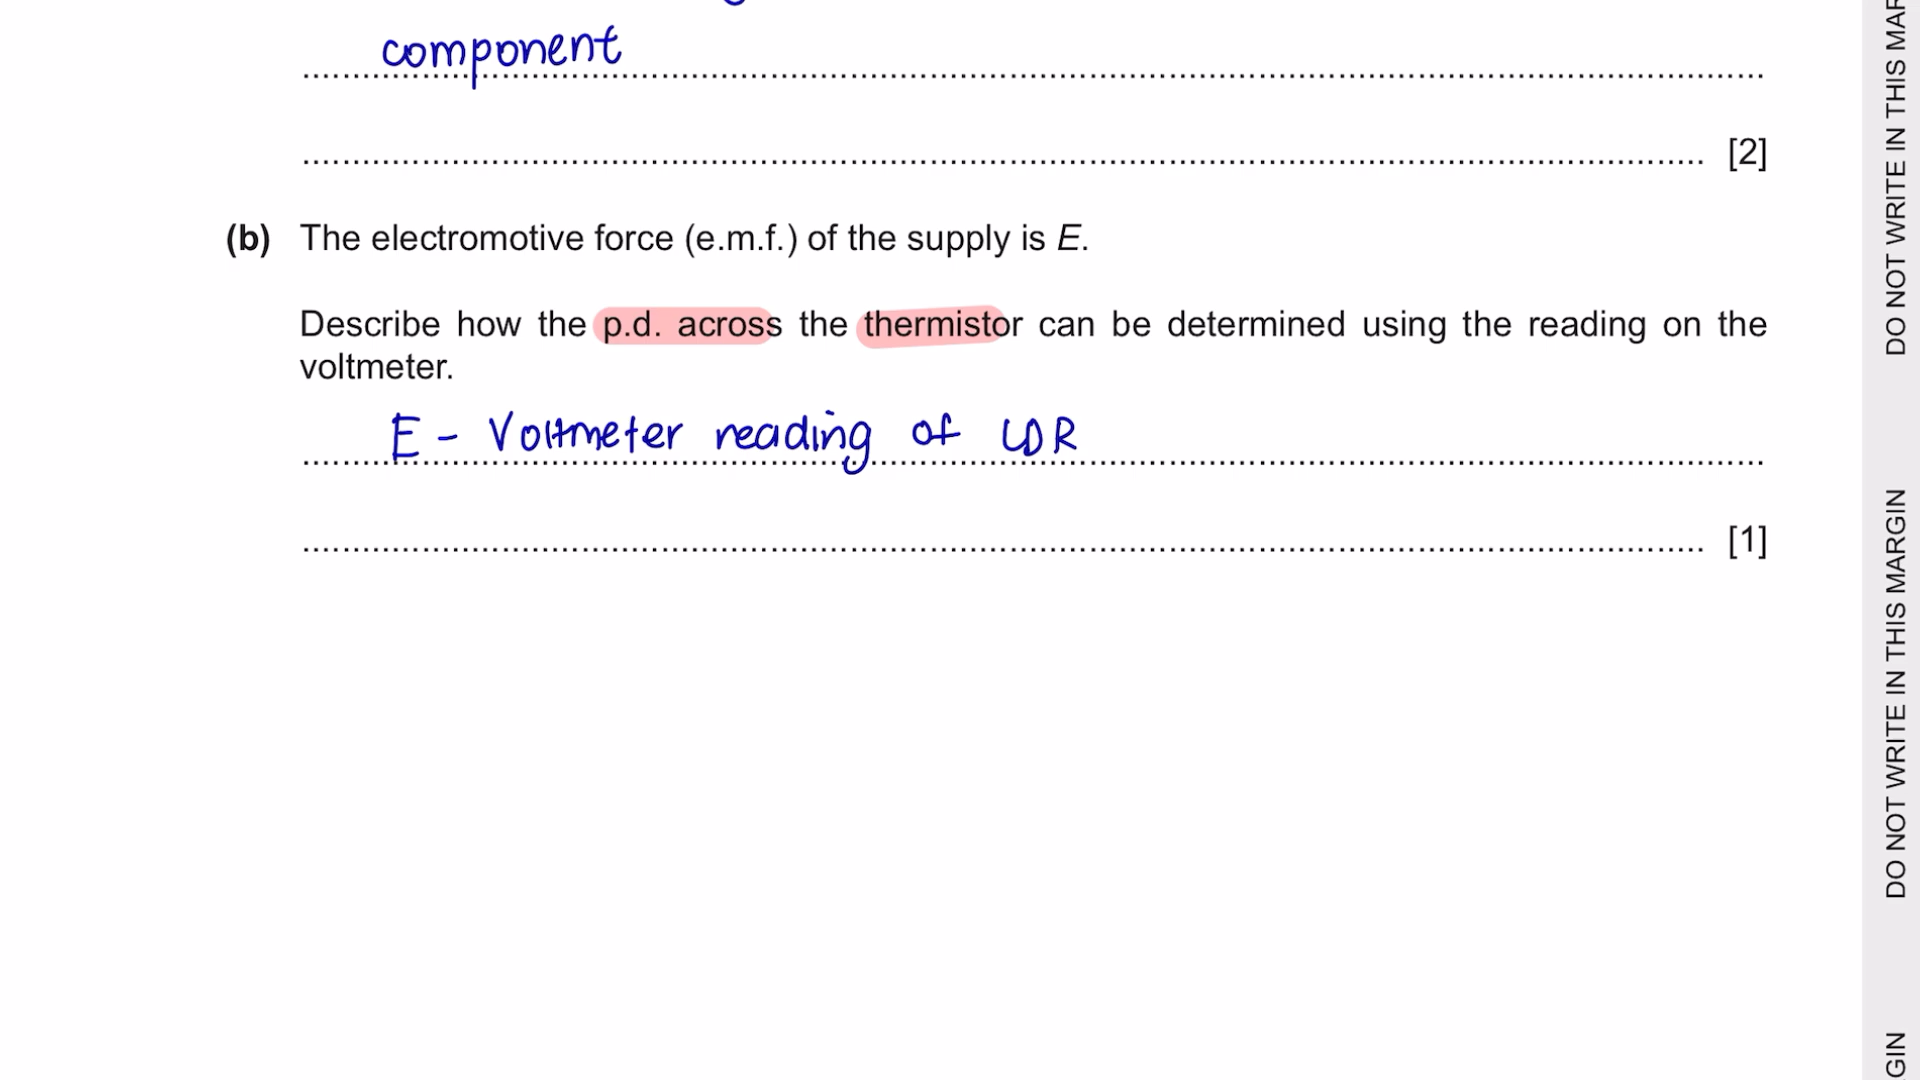 component
[2]
(b) The electromotive force (e.m.f.) of the supply is E.
Describe how the p.d. across the thermistor can be determined using the reading on the
voltmeter.
E - Voltmeter reading of LDR
[1]
DO NOT WRITE IN THIS MAR
DO NOT WRITE IN THIS MARGIN
GIN